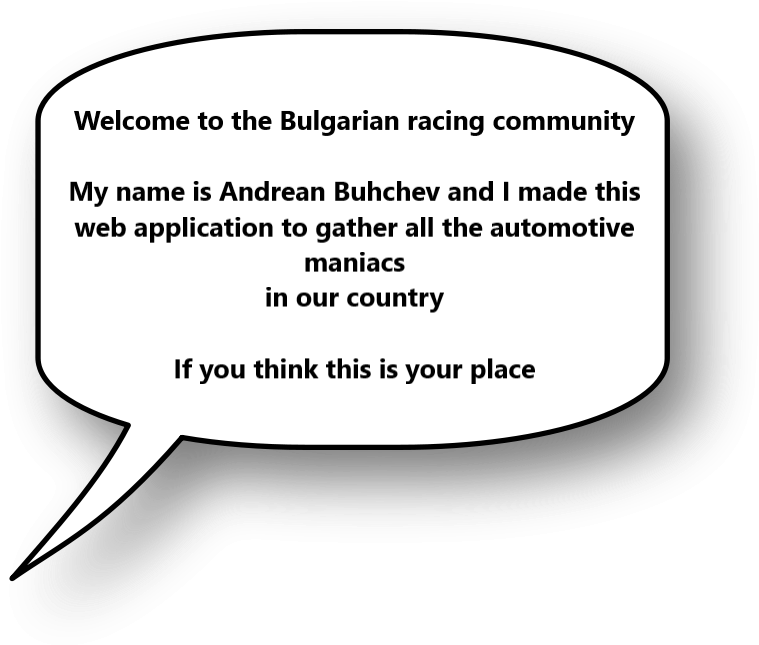 Welcome to the Bulgarian racing community
My name is Andrean Buhchev and I made this
web application to gather all the automotive
maniacs
in our country
If you think this is your place